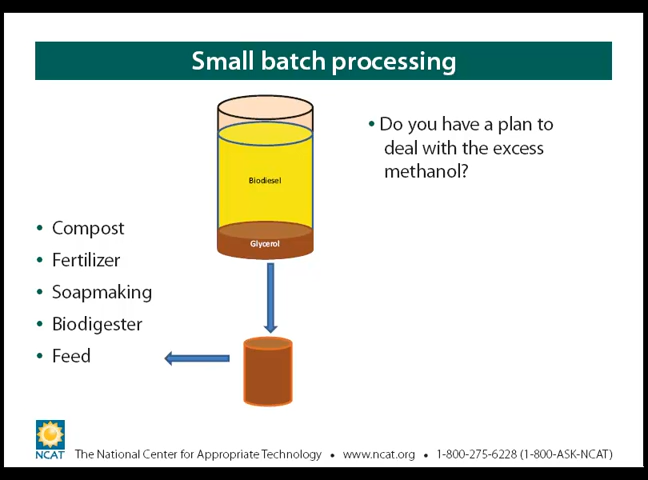 Small batch processing
• Do you have a plan to
deal with the excess
methanol?
Biodiesel
Glycerol
• Compost
• Fertilizer
• Soapmaking
• Biodigester
• Feed
NCAT
The National Center for Appropriate Technology • www.ncat.org • 1-800-275-6228 (1-800-ASK-NCAT)